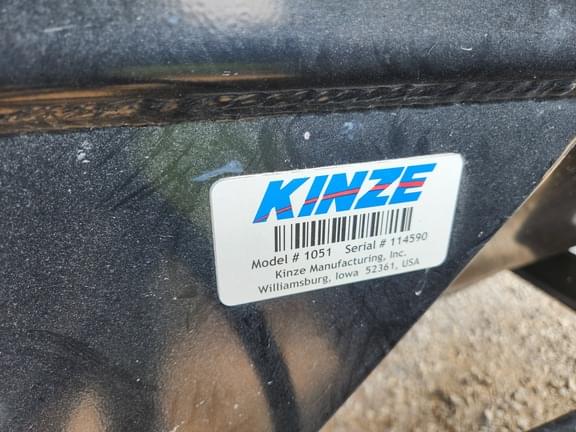 KINZE
Model # 1051 Serial # 114590
Kinze Manufacturing, Inc.
Williamsburg, Iowa 52361, USA